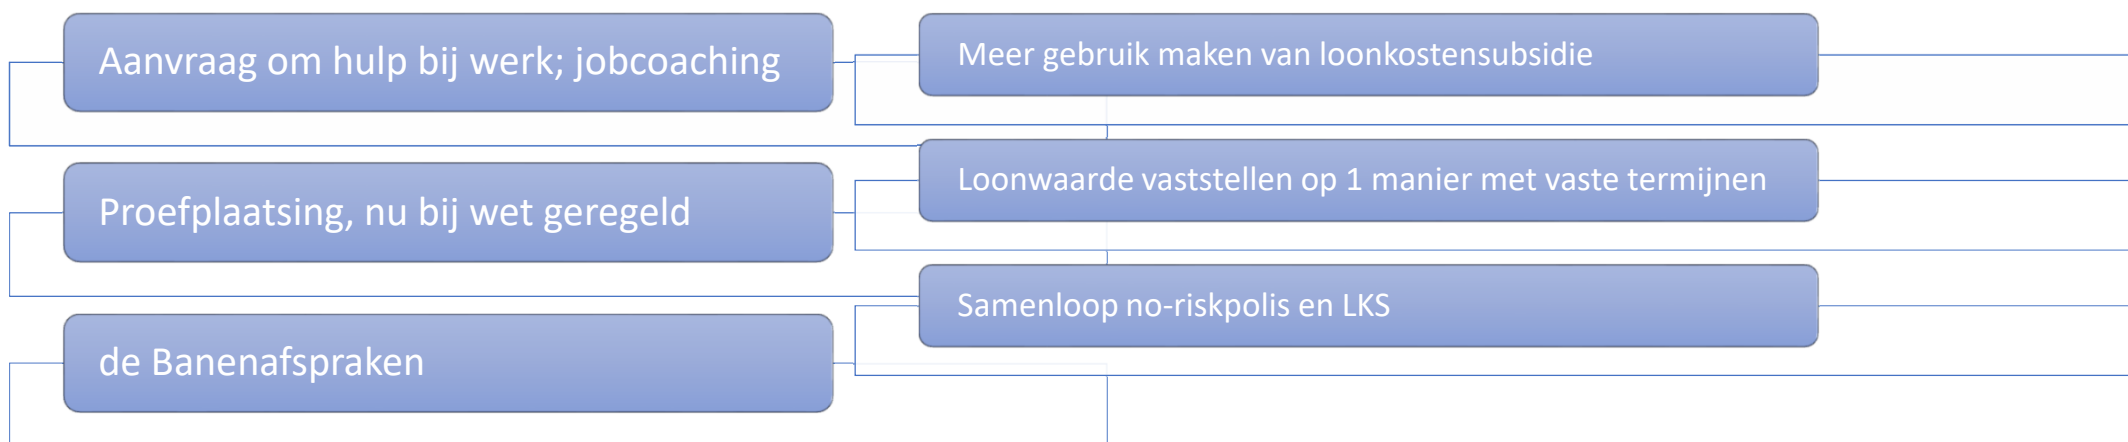 Aanvraag om hulp bij werk; jobcoaching
Proefplaatsing, nu bij wet geregeld
de Banenafspraken
Meer gebruik maken van loonkostensubsidie
Loonwaarde vaststellen op 1 manier met vaste termijnen
Samenloop no-riskpolis en LKS